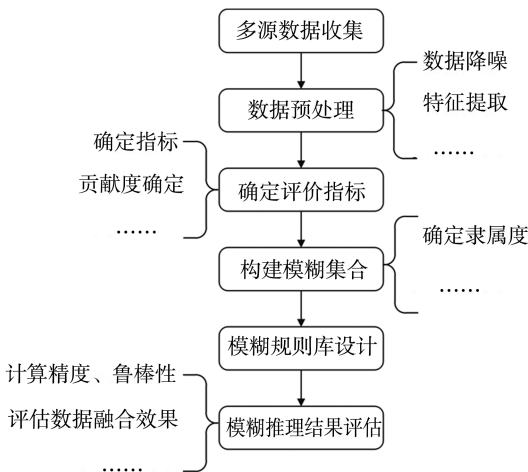 多源数据收集
数据预处理
数据降噪
特征提取
……
确定指标
贡献度确定
……
确定评价指标
构建模糊集合
确定隶属度
……
模糊规则库设计
计算精度、鲁棒性
评估数据融合效果
……
模糊推理结果评估